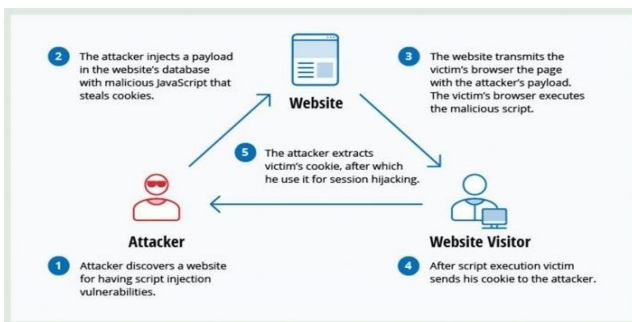 2 The attacker injects a payload
in the website's database
with malicious JavaScript that
steals cookies.
Website
3 The website transmits the
victim's browser the page
with the attacker's payload.
The victim's browser executes
the malicious script.
5 The attacker extracts
victim's cookie, after which
he use it for session hijacking.
Attacker
1 Attacker discovers a website
for having script injection
vulnerabilities.
Website Visitor
4 After script execution victim
sends his cookie to the attacker.